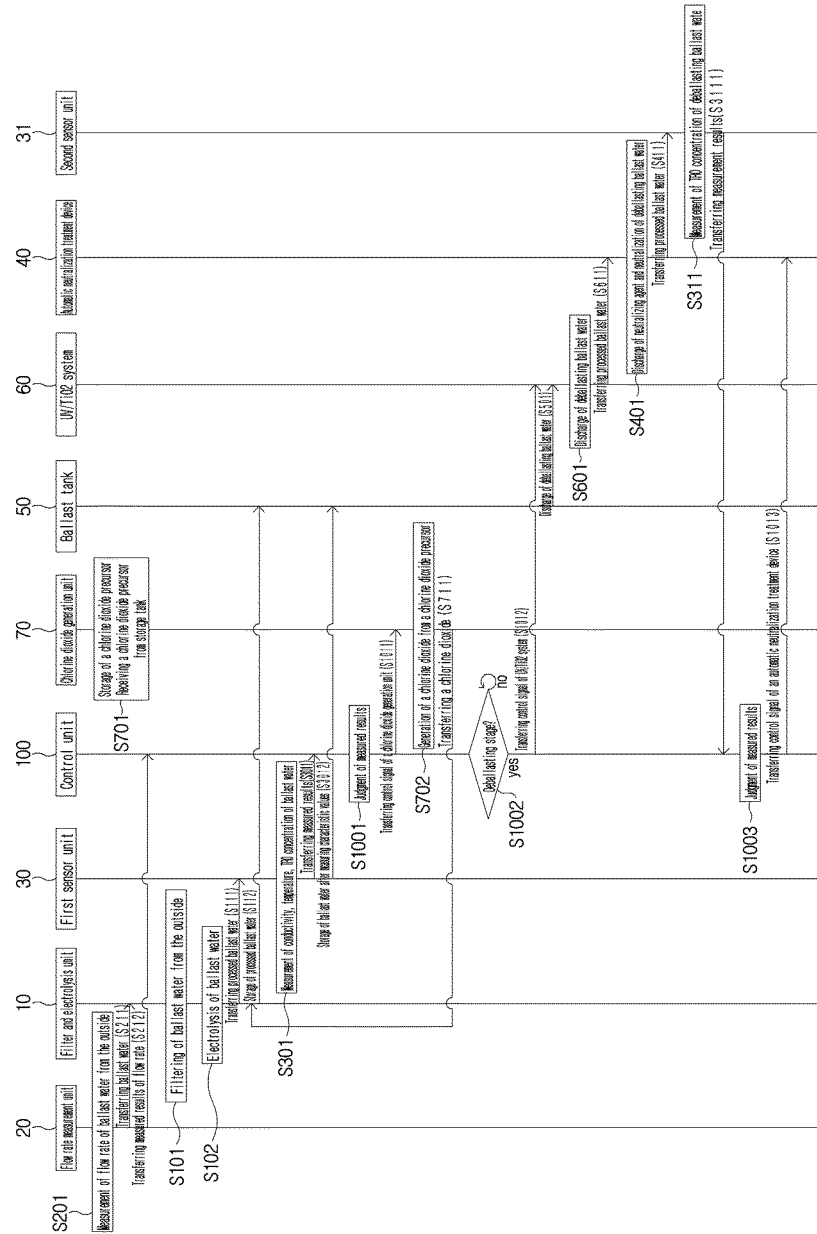 20
10
30
100
70
50
60
40
31
Flow rate measurement unit
Filter and electrolysis unit
First sensor unit
Control unit
Chlorine dioxide generation unit
Ballast tank
UV/TiO2 system
Automatic neutralization treatment device
Second sensor unit
S201
Measurement of flow rate of ballast water from the outside
Transferring ballast water (S211)
Transferring measured results of flow rate (S212)
Storage of a chlorine dioxide precursor
Receiving a chlorine dioxide precursor
from storage tank
S701
S101
Filtering of ballast water from the outside
S102
Electrolysis of ballast water
Transferring processed ballast water (S111)
Storage of processed ballast water (S112)
S301
Measurement of conductivity, temperature, TRO concentration of ballast water
Transferring measured results(S3011)
Storage of ballast water after measuring characteristic values (S3012)
S1001
Judgment of measured results
Transferring control signal of a chlorine dioxide generation unit (S1011)
S702
Generation of a chlorine dioxide from a chlorine dioxide precursor
Transferring a chlorine dioxide (S711)
S1002
Deballasting stage?
no
yes
Transferring control signal of UV/TiO2 system (S1012)
Discharge of deballasting ballast water (S501)
S601
Discharge of deballasting ballast water
Transferring processed ballast water (S611)
S401
Discharge of neutralizing agent and neutralization of deballasting ballast water
Transferring processed ballast water (S411)
S311
Measurement of TRO concentration of deballasting ballast water
Transferring measurement results(S3111)
S1003
Judgment of measured results
Transferring control signal of an automatic neutralization treatment device (S1013)